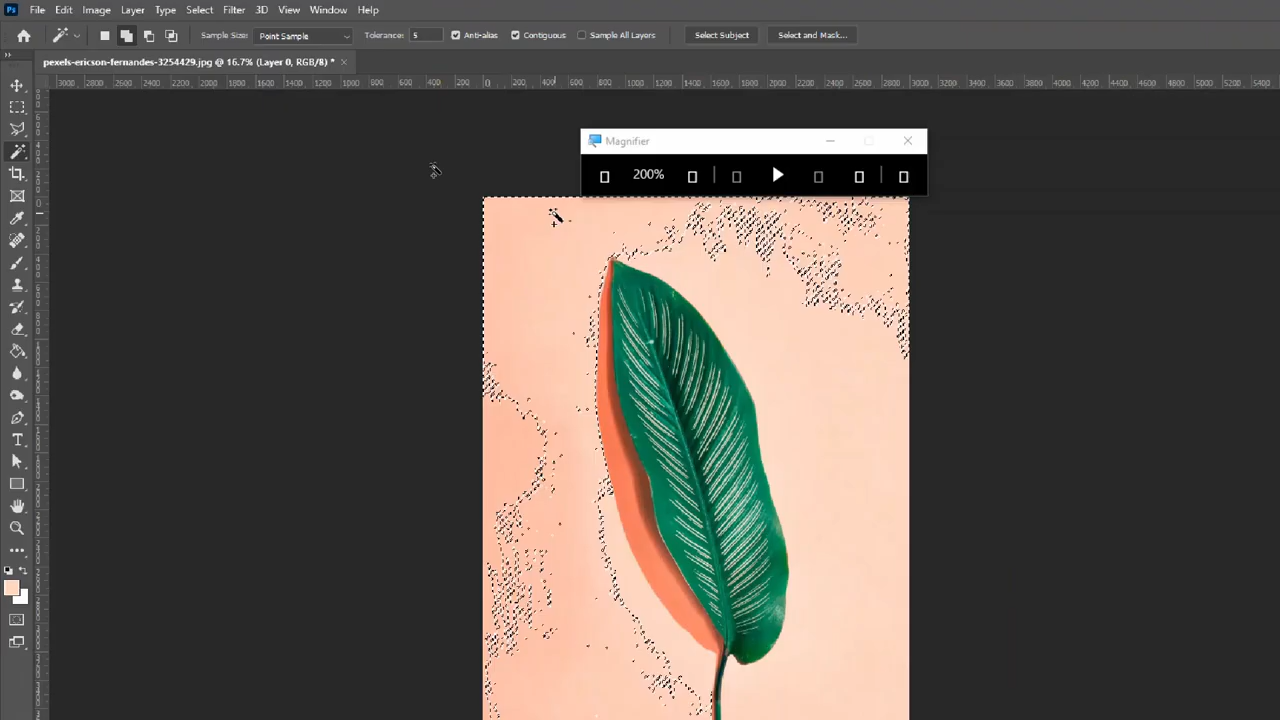 Ps File Edit Image Layer Type Select Filter 3D View Window Help
Sample Size: Point Sample Tolerance: 5 Anti-alias Contiguous Sample All Layers Select Subject Select and Mask...
pexels-ericson-fernandes-3254429.jpg @ 16.7% (Layer 0, RGB/8) * ×
3000 2800 2600 2400 2200 2000 1800 1600 1400 1200 1000 800 600 400 200 0 200 400 600 800 1000 1200 1400 1600 1800 2000 2200 2400 2600 2800 3000 3200 3400 3600 3800 4000 4200 4400 4600 4800 5000 5200 5400
Magnifier
200%
T